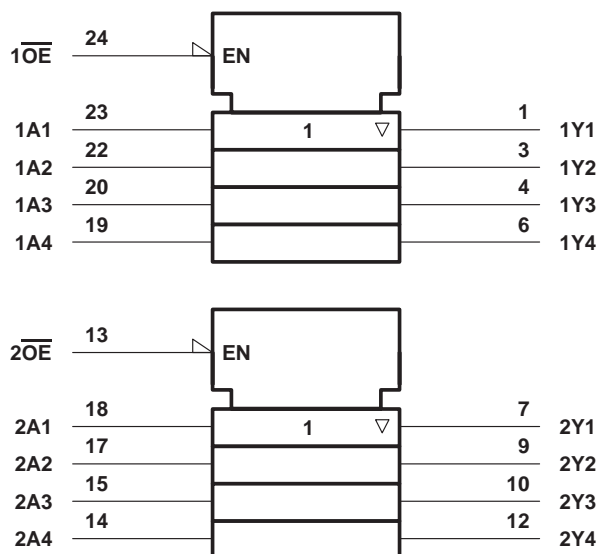 1O̅E̅ 24 EN
1A1 23 1 ▽ 1 1Y1
1A2 22 3 1Y2
1A3 20 4 1Y3
1A4 19 6 1Y4
2O̅E̅ 13 EN
2A1 18 1 ▽ 7 2Y1
2A2 17 9 2Y2
2A3 15 10 2Y3
2A4 14 12 2Y4